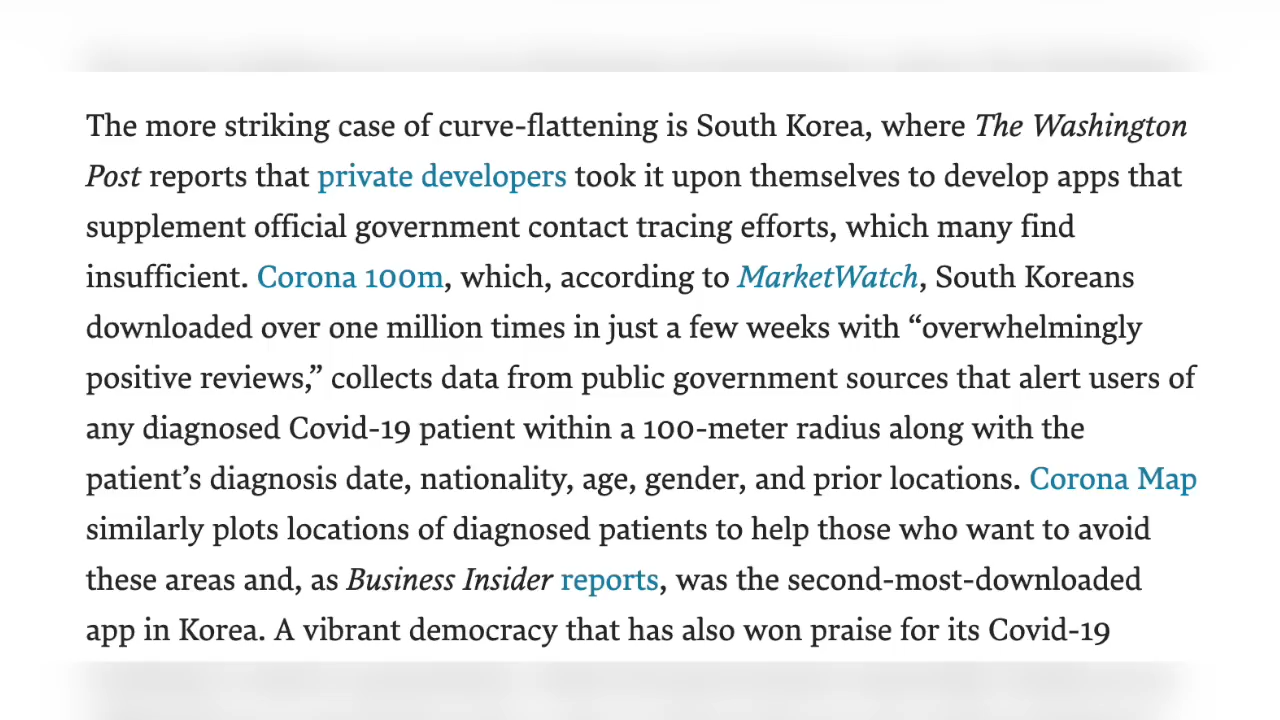 The more striking case of curve-flattening is South Korea, where The Washington
Post reports that private developers took it upon themselves to develop apps that
supplement official government contact tracing efforts, which many find
insufficient. Corona 100m, which, according to MarketWatch, South Koreans
downloaded over one million times in just a few weeks with “overwhelmingly
positive reviews,” collects data from public government sources that alert users of
any diagnosed Covid-19 patient within a 100-meter radius along with the
patient’s diagnosis date, nationality, age, gender, and prior locations. Corona Map
similarly plots locations of diagnosed patients to help those who want to avoid
these areas and, as Business Insider reports, was the second-most-downloaded
app in Korea. A vibrant democracy that has also won praise for its Covid-19